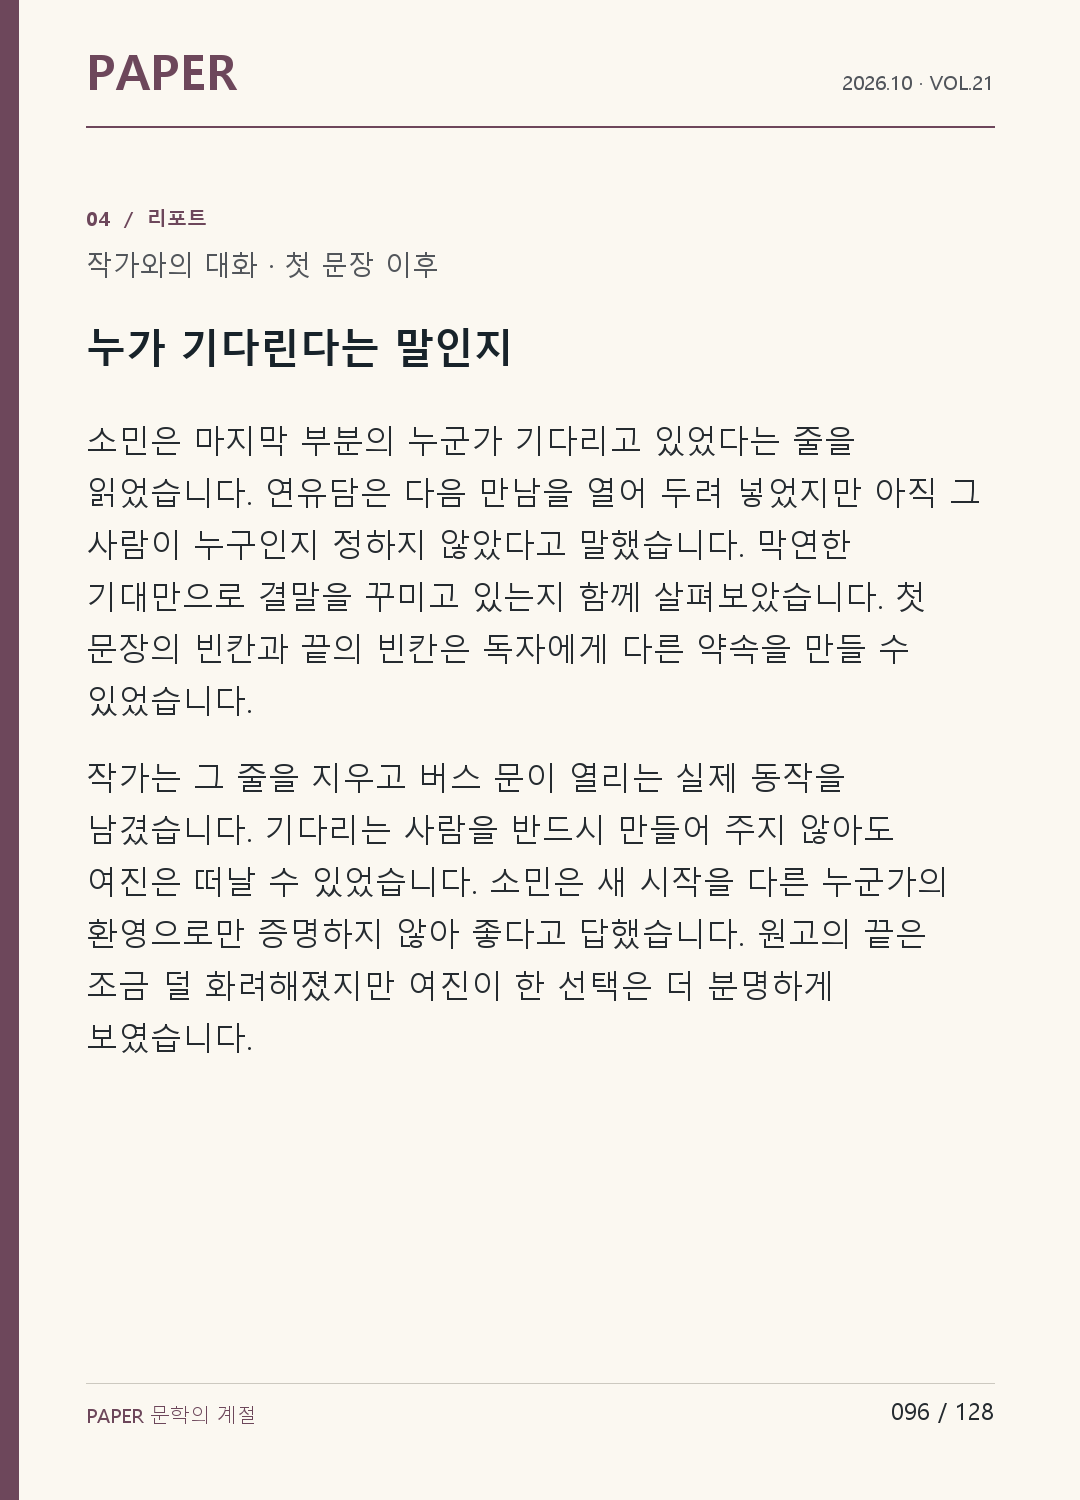 PAPER
2026.10 · VOL.21
04 / 리포트
작가와의 대화 · 첫 문장 이후
누가 기다린다는 말인지
소민은 마지막 부분의 누군가 기다리고 있었다는 줄을
읽었습니다. 연유담은 다음 만남을 열어 두려 넣었지만 아직 그
사람이 누구인지 정하지 않았다고 말했습니다. 막연한
기대만으로 결말을 꾸미고 있는지 함께 살펴보았습니다. 첫
문장의 빈칸과 끝의 빈칸은 독자에게 다른 약속을 만들 수
있었습니다.
작가는 그 줄을 지우고 버스 문이 열리는 실제 동작을
남겼습니다. 기다리는 사람을 반드시 만들어 주지 않아도
여진은 떠날 수 있었습니다. 소민은 새 시작을 다른 누군가의
환영으로만 증명하지 않아 좋다고 답했습니다. 원고의 끝은
조금 덜 화려해졌지만 여진이 한 선택은 더 분명하게
보였습니다.
PAPER 문학의 계절
096 / 128